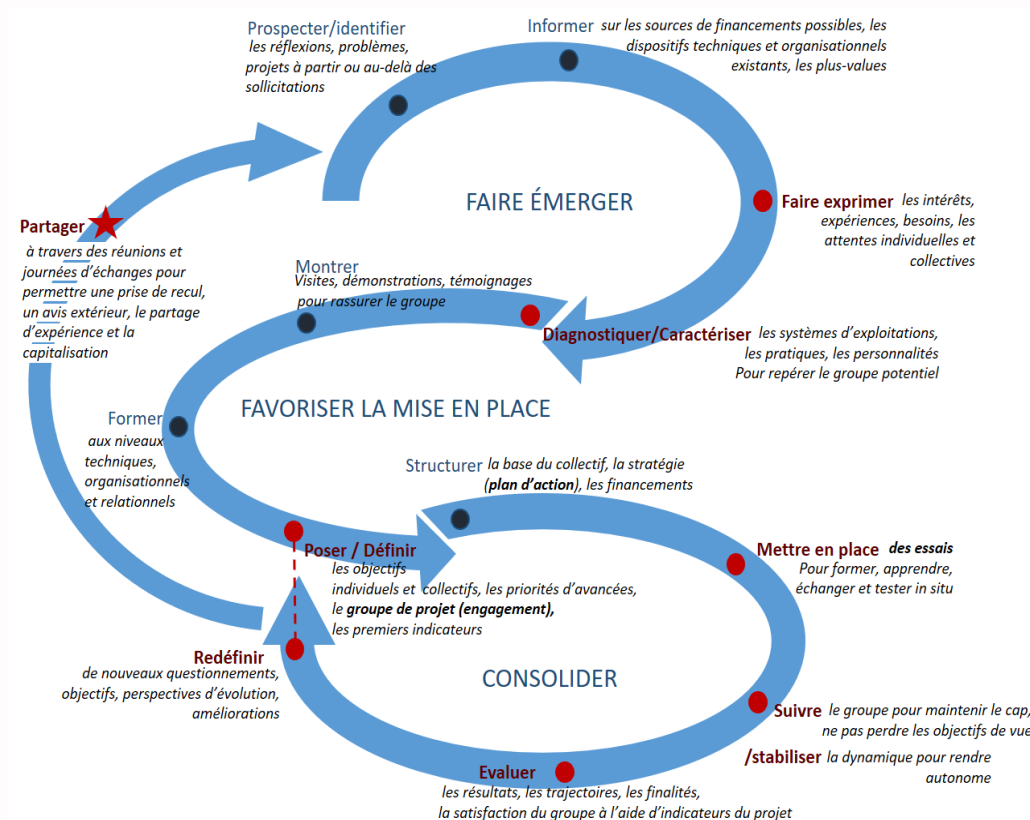 Prospecter/identifier
les réflexions, problèmes,
projets à partir ou au-delà des
sollicitations
Informer sur les sources de financements possibles, les
dispositifs techniques et organisationnels
existants, les plus-values
FAIRE ÉMERGER
Faire exprimer les intérêts,
expériences, besoins, les
attentes individuelles et
collectives
Partager
à travers des réunions et
journées d'échanges pour
permettre une prise de recul,
un avis extérieur, le partage
d'expérience et la
capitalisation
Montrer
Visites, démonstrations, témoignages
pour rassurer le groupe
Diagnostiquer/Caractériser les systèmes d'exploitations,
les pratiques, les personnalités
Pour repérer le groupe potentiel
FAVORISER LA MISE EN PLACE
Former
aux niveaux
techniques,
organisationnels
et relationnels
Structurer la base du collectif, la stratégie
(plan d'action), les financements
Poser / Définir
les objectifs
individuels et collectifs, les priorités d'avancées,
le groupe de projet (engagement),
les premiers indicateurs
Mettre en place des essais
Pour former, apprendre,
échanger et tester in situ
Redéfinir
de nouveaux questionnements,
objectifs, perspectives d'évolution,
améliorations
CONSOLIDER
Suivre le groupe pour maintenir le cap,
ne pas perdre les objectifs de vue
/stabiliser la dynamique pour rendre
autonome
Evaluer
les résultats, les trajectoires, les finalités,
la satisfaction du groupe à l'aide d'indicateurs du projet